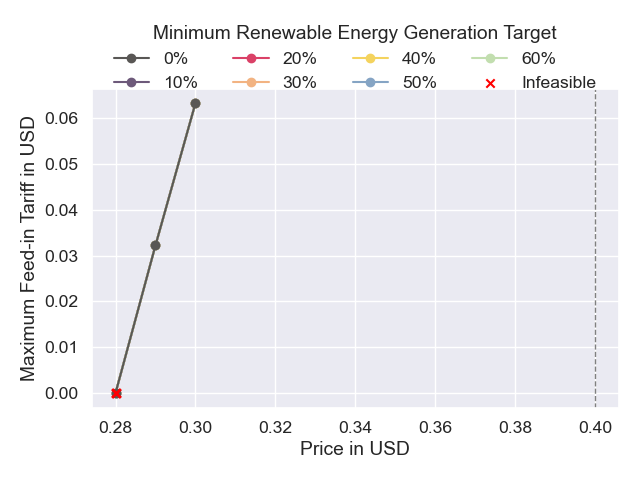 Minimum Renewable Energy Generation Target
0% 20% 40% 60%
10% 30% 50% Infeasible
Maximum Feed-in Tariff in USD
0.06
0.05
0.04
0.03
0.02
0.01
0.00
0.28 0.30 0.32 0.34 0.36 0.38 0.40
Price in USD